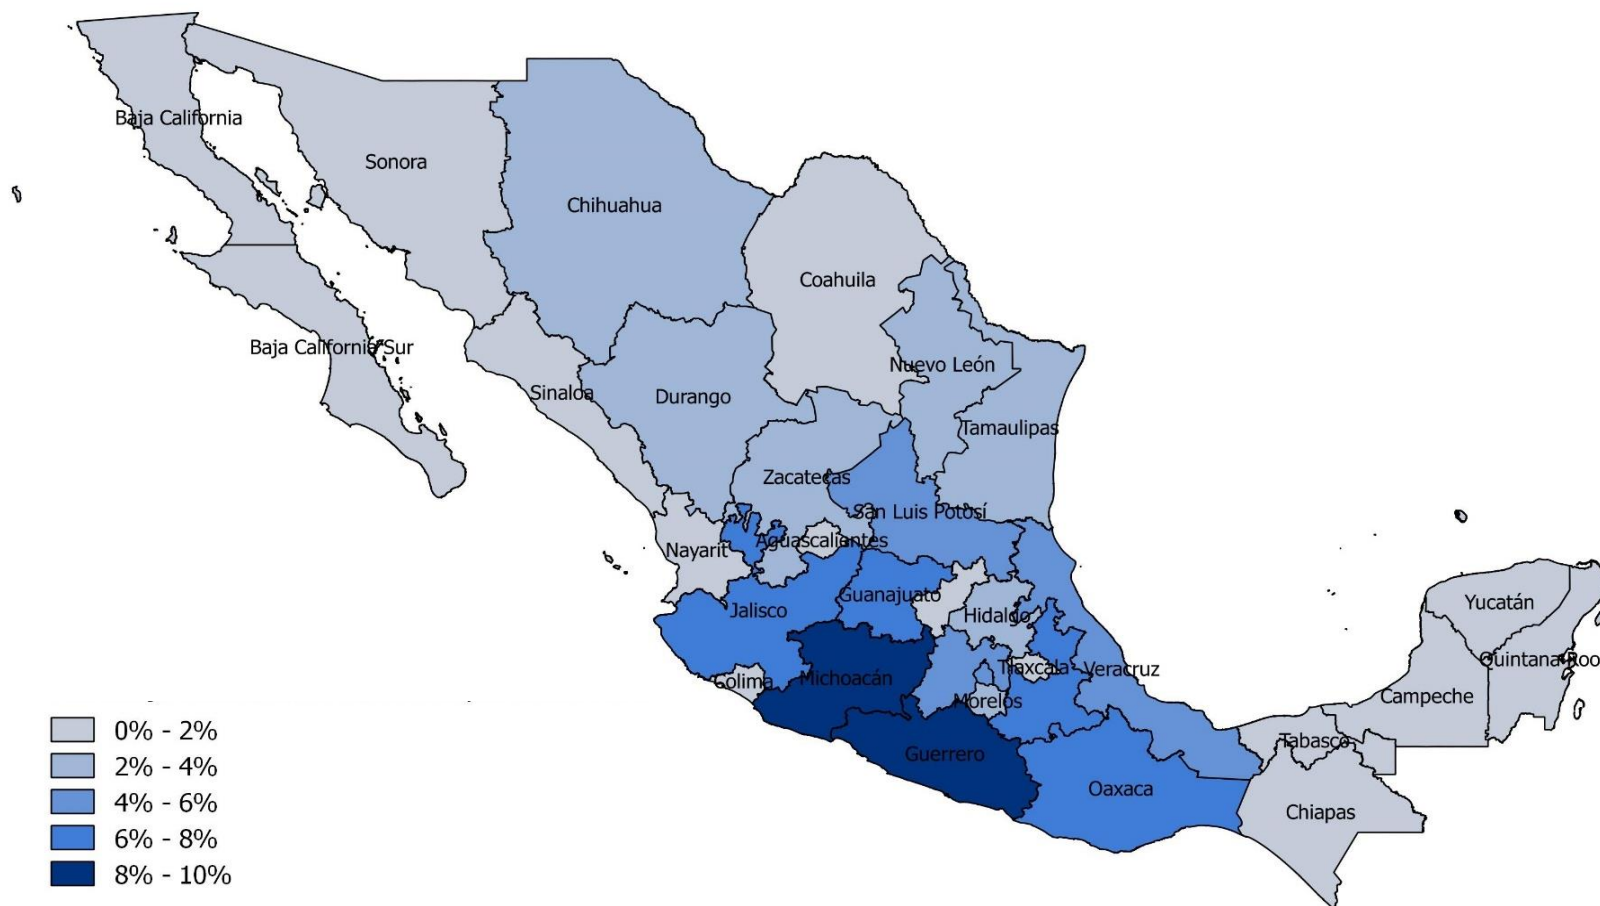 Baja California
Sonora
Chihuahua
Coahuila
Baja California Sur
Nuevo León
Sinaloa
Durango
Tamaulipas
Zacatecas
San Luis Potosí
Aguascalientes
Nayarit
Guanajuato
Yucatán
Jalisco
Hidalgo
Quintana Roo
Tlaxcala
Veracruz
Michoacán
Colima
Campeche
Morelos
Tabasco
Guerrero
Oaxaca
Chiapas
0% - 2%
2% - 4%
4% - 6%
6% - 8%
8% - 10%